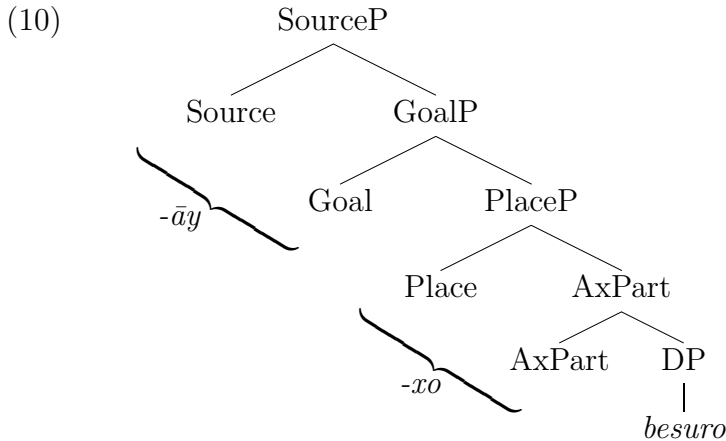 (10)
SourceP
Source GoalP
-āy
Goal PlaceP
Place AxPart
-xo
AxPart DP
besuro